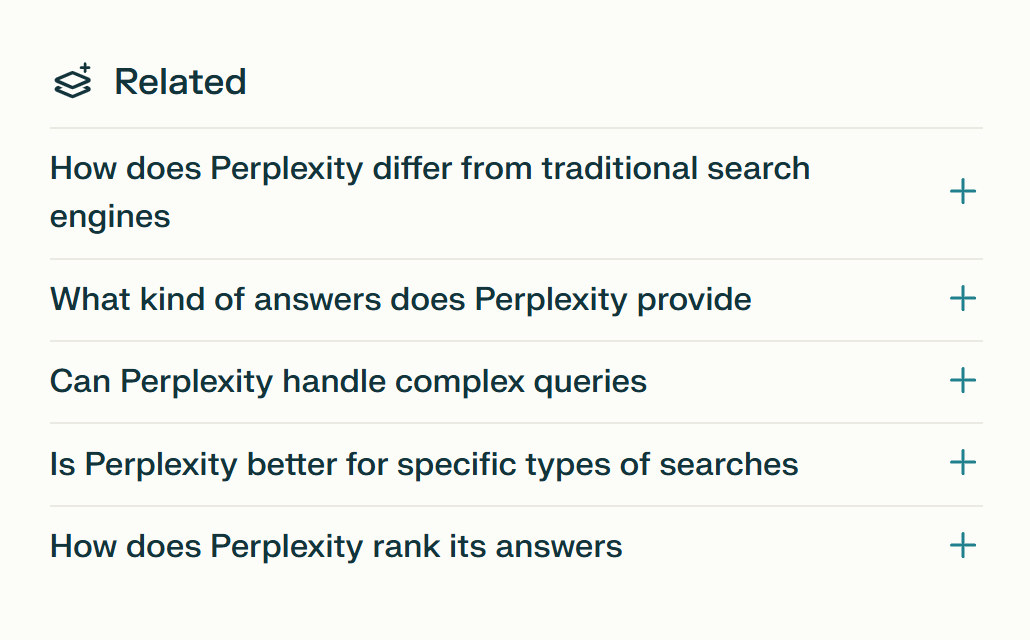 Related
How does Perplexity differ from traditional search
engines
What kind of answers does Perplexity provide
Can Perplexity handle complex queries
Is Perplexity better for specific types of searches
How does Perplexity rank its answers